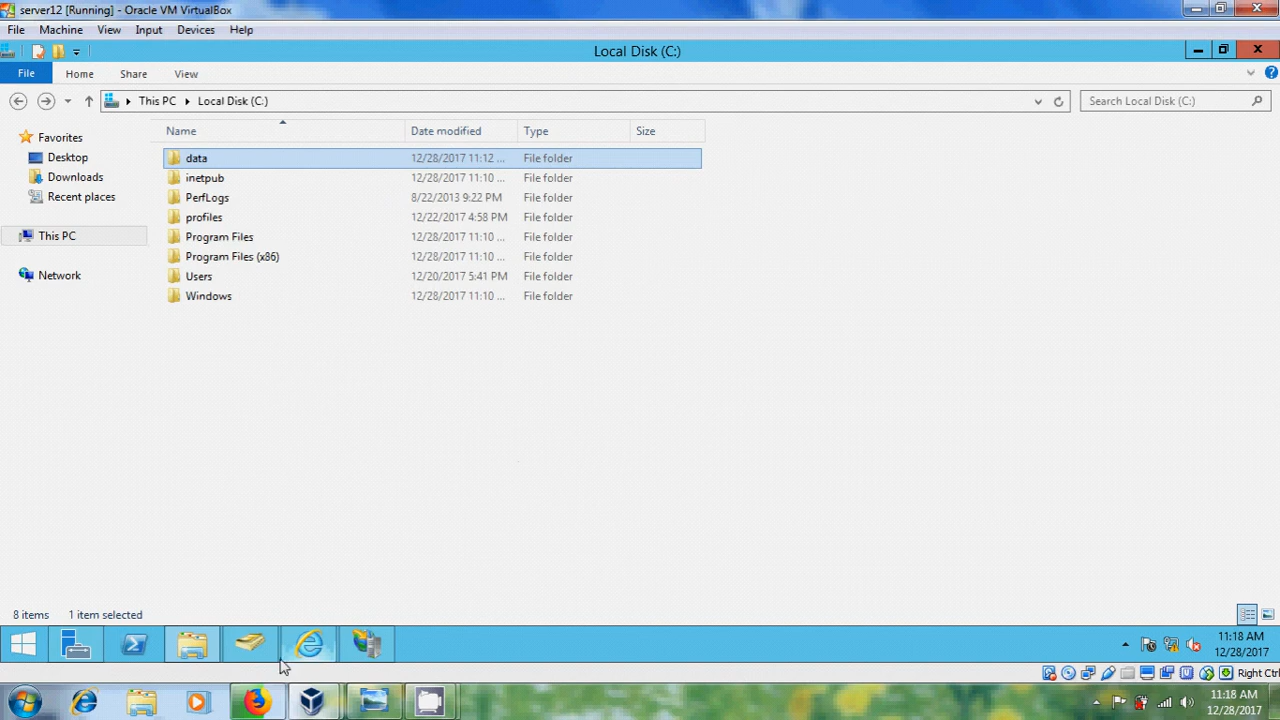 server12 [Running] - Oracle VM VirtualBox
File Machine View Input Devices Help
Local Disk (C:)
File Home Share View
This PC Local Disk (C:) Search Local Disk (C:)
Name Date modified Type Size
Favorites
Desktop
Downloads
Recent places
This PC
Network
data 12/28/2017 11:12 ... File folder
inetpub 12/28/2017 11:10 ... File folder
PerfLogs 8/22/2013 9:22 PM File folder
profiles 12/22/2017 4:58 PM File folder
Program Files 12/28/2017 11:10 ... File folder
Program Files (x86) 12/28/2017 11:10 ... File folder
Users 12/20/2017 5:41 PM File folder
Windows 12/28/2017 11:10 ... File folder
8 items 1 item selected
11:18 AM
12/28/2017
Right Ctrl
11:18 AM
12/28/2017